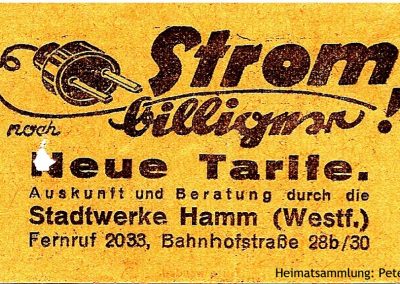 Strom
noch billiger!
Neue Tarife.
Auskunft und Beratung durch die
Stadtwerke Hamm (Westf.)
Fernruf 2033, Bahnhofstraße 28b/30
Heimatsammlung: Pete